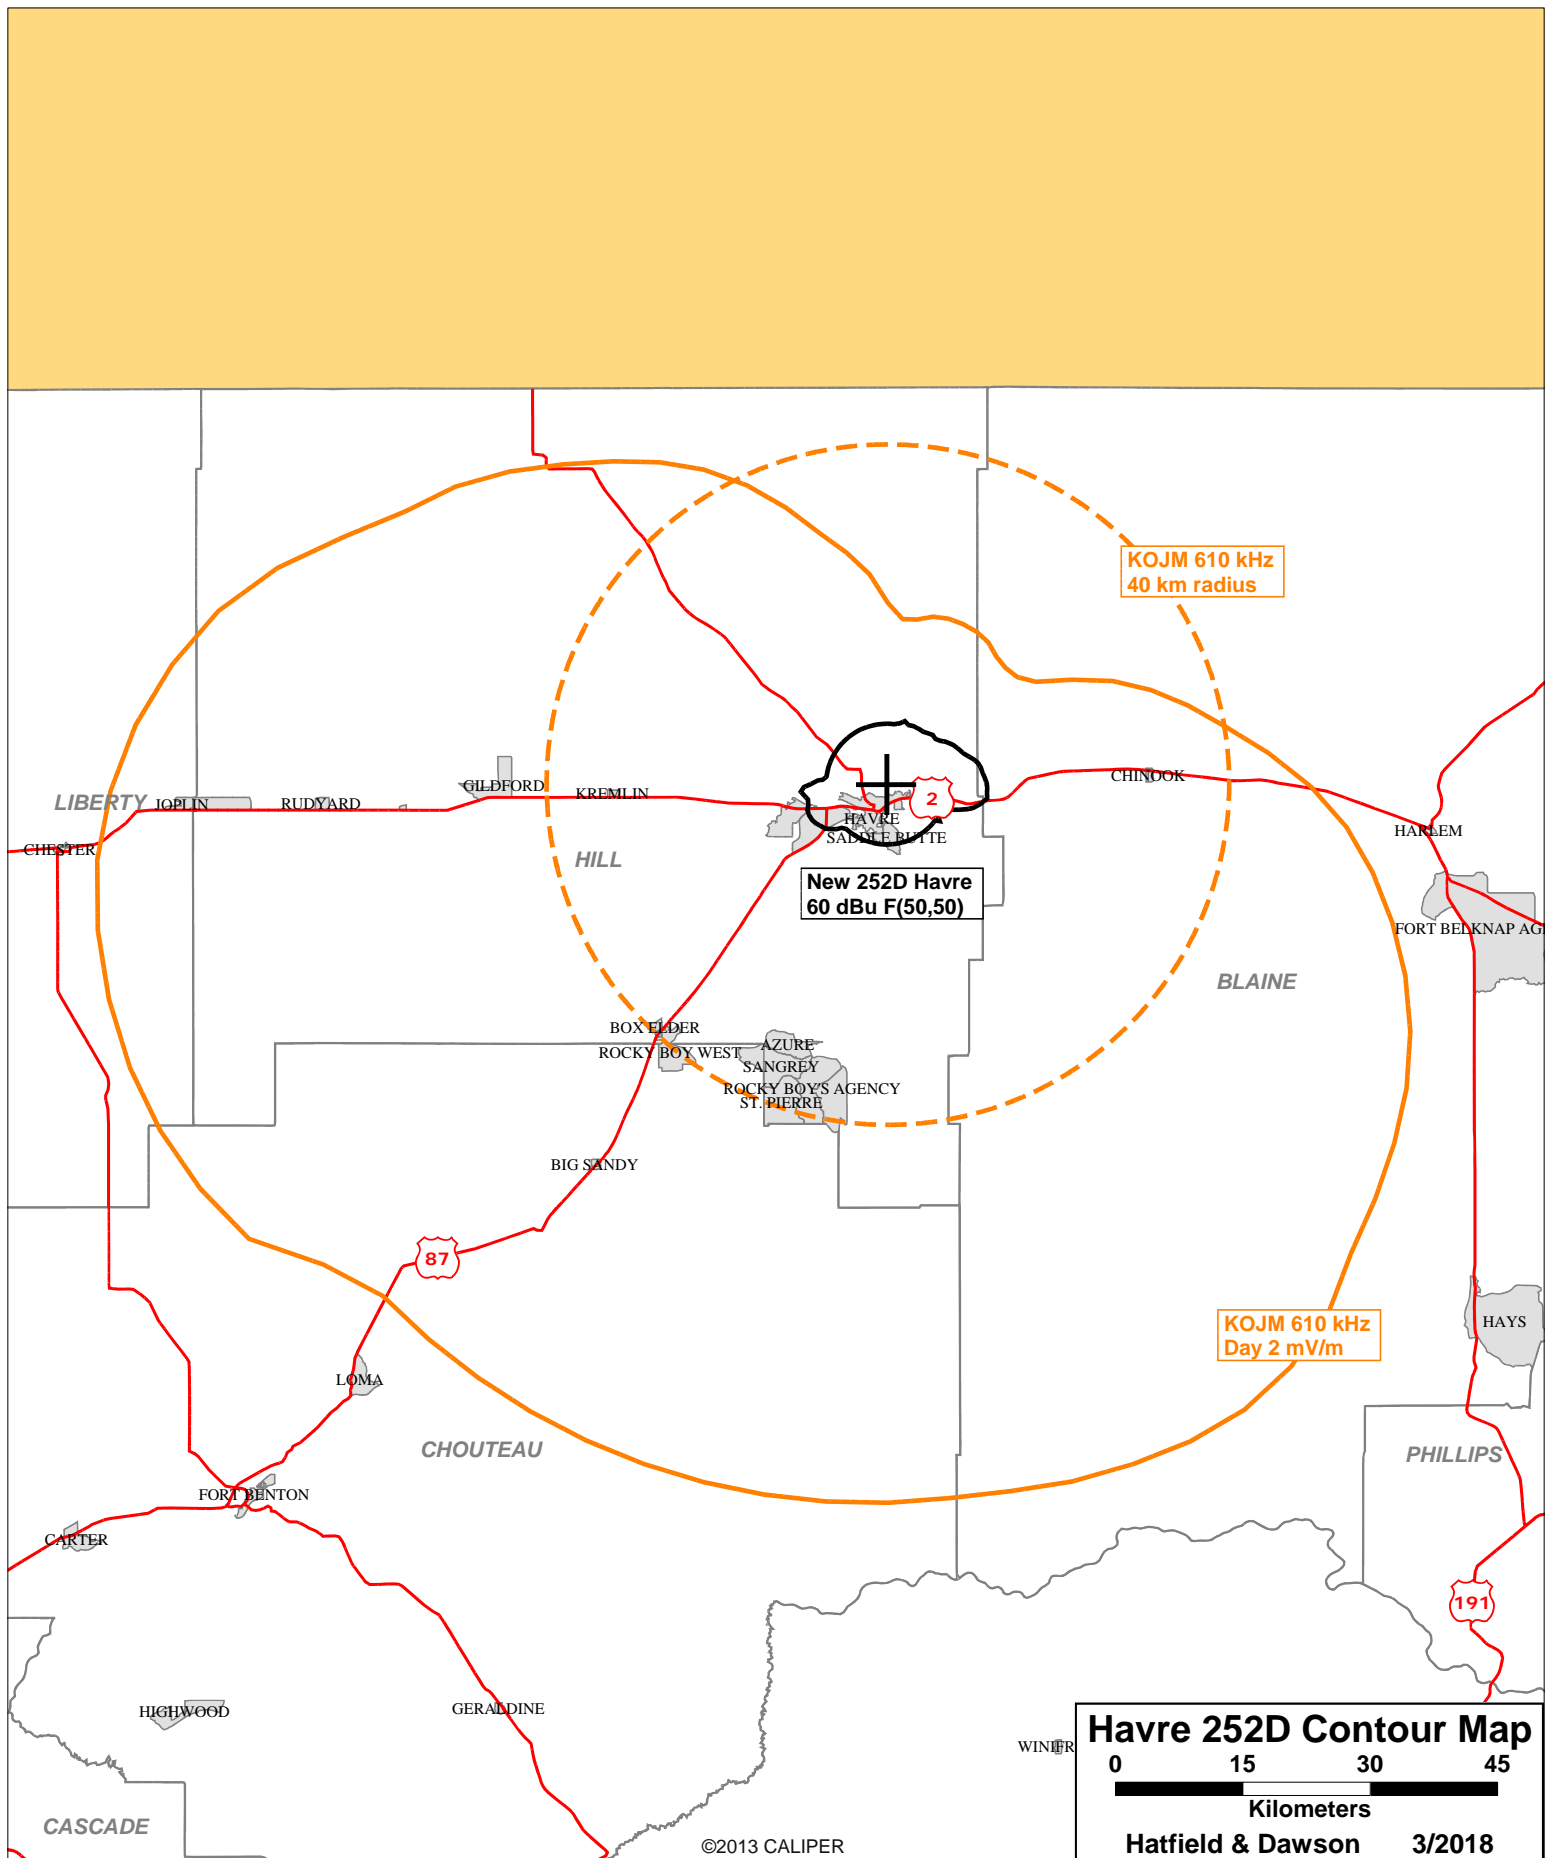 KOJM 610 kHz
40 km radius
LIBERTY
JOPLIN
RUDYARD
GILDFORD
KREMLIN
2
CHINOOK
HAVRE
SADDLE BUTTE
HARLEM
CHESTER
HILL
New 252D Havre
60 dBu F(50,50)
FORT BELKNAP AG
BLAINE
BOX ELDER
ROCKY BOY WEST
AZURE
SANGREY
ROCKY BOY'S AGENCY
ST. PIERRE
BIG SANDY
87
KOJM 610 kHz
Day 2 mV/m
HAYS
LOMA
CHOUTEAU
PHILLIPS
FORT BENTON
CARTER
191
HIGHWOOD
GERALDINE
WINIFR
Havre 252D Contour Map
0 15 30 45
Kilometers
Hatfield & Dawson 3/2018
CASCADE
©2013 CALIPER